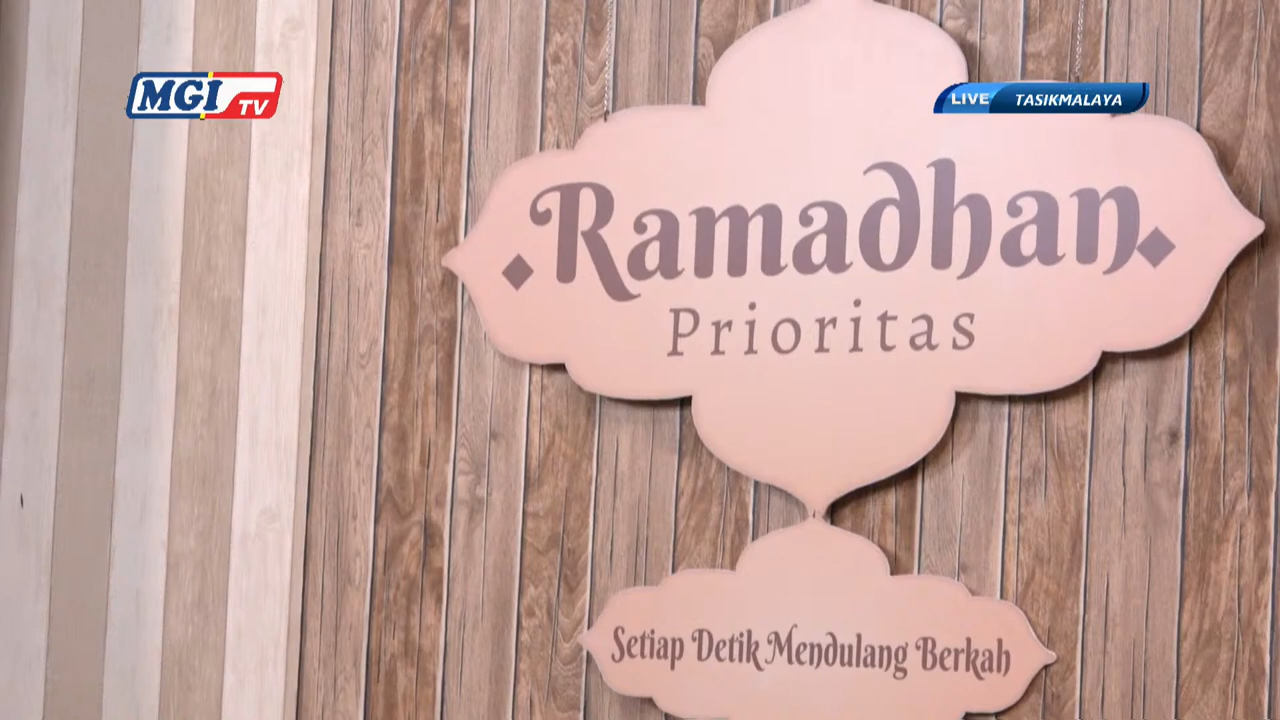 MGI TV
LIVE TASIKMALAYA
Ramadhan
Prioritas
Setiap Detik Mendulang Berkah